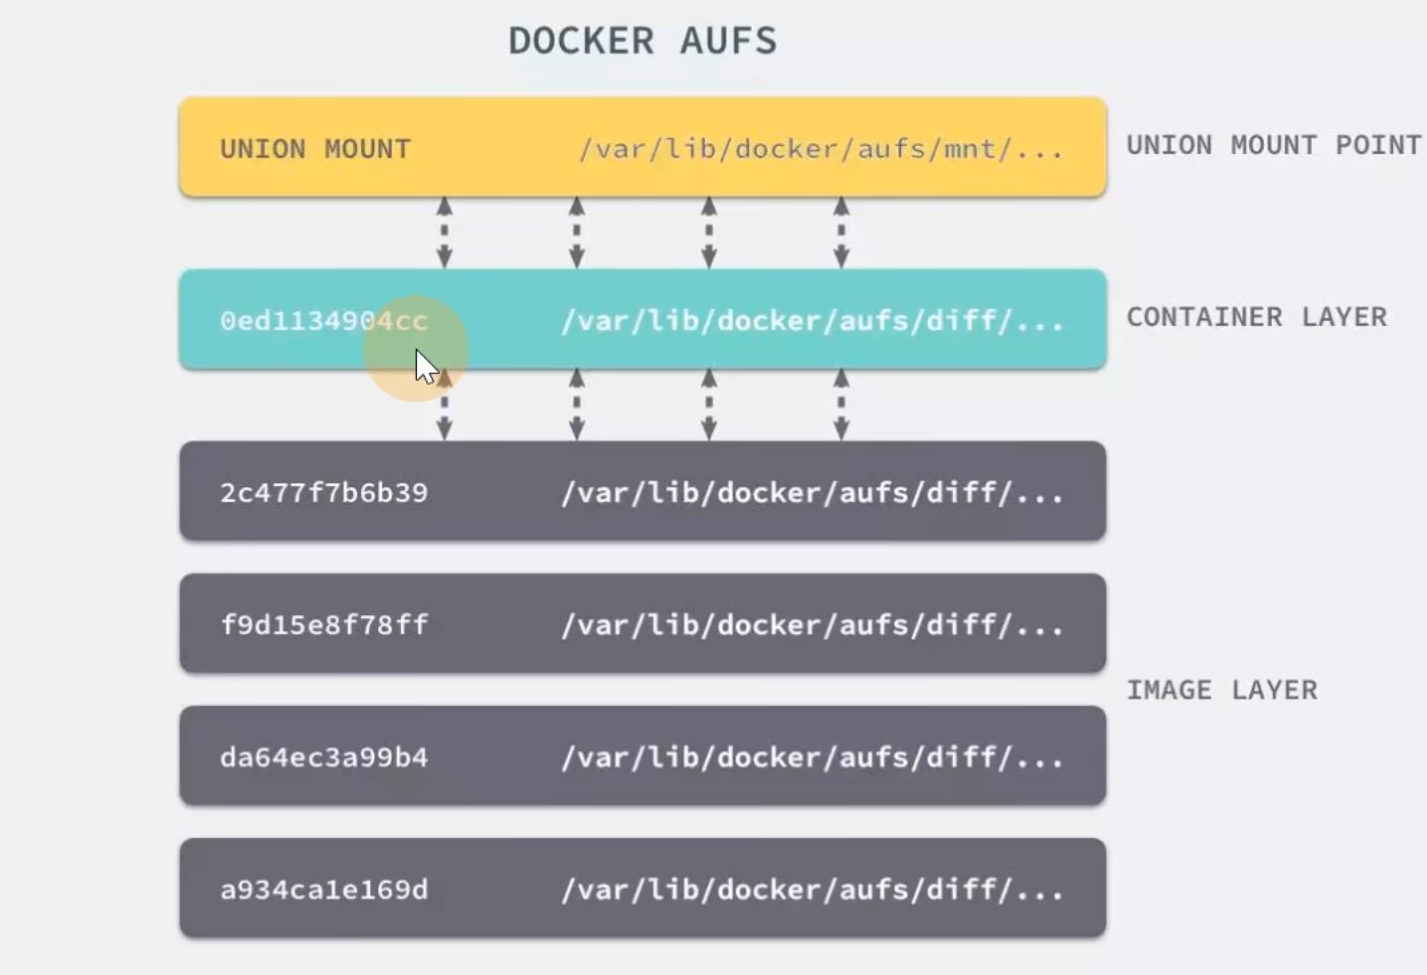 DOCKER AUFS
UNION MOUNT /var/lib/docker/aufs/mnt/... UNION MOUNT POINT
0ed1134904cc /var/lib/docker/aufs/diff/... CONTAINER LAYER
2c477f7b6b39 /var/lib/docker/aufs/diff/...
f9d15e8f78ff /var/lib/docker/aufs/diff/...
IMAGE LAYER
da64ec3a99b4 /var/lib/docker/aufs/diff/...
a934ca1e169d /var/lib/docker/aufs/diff/...